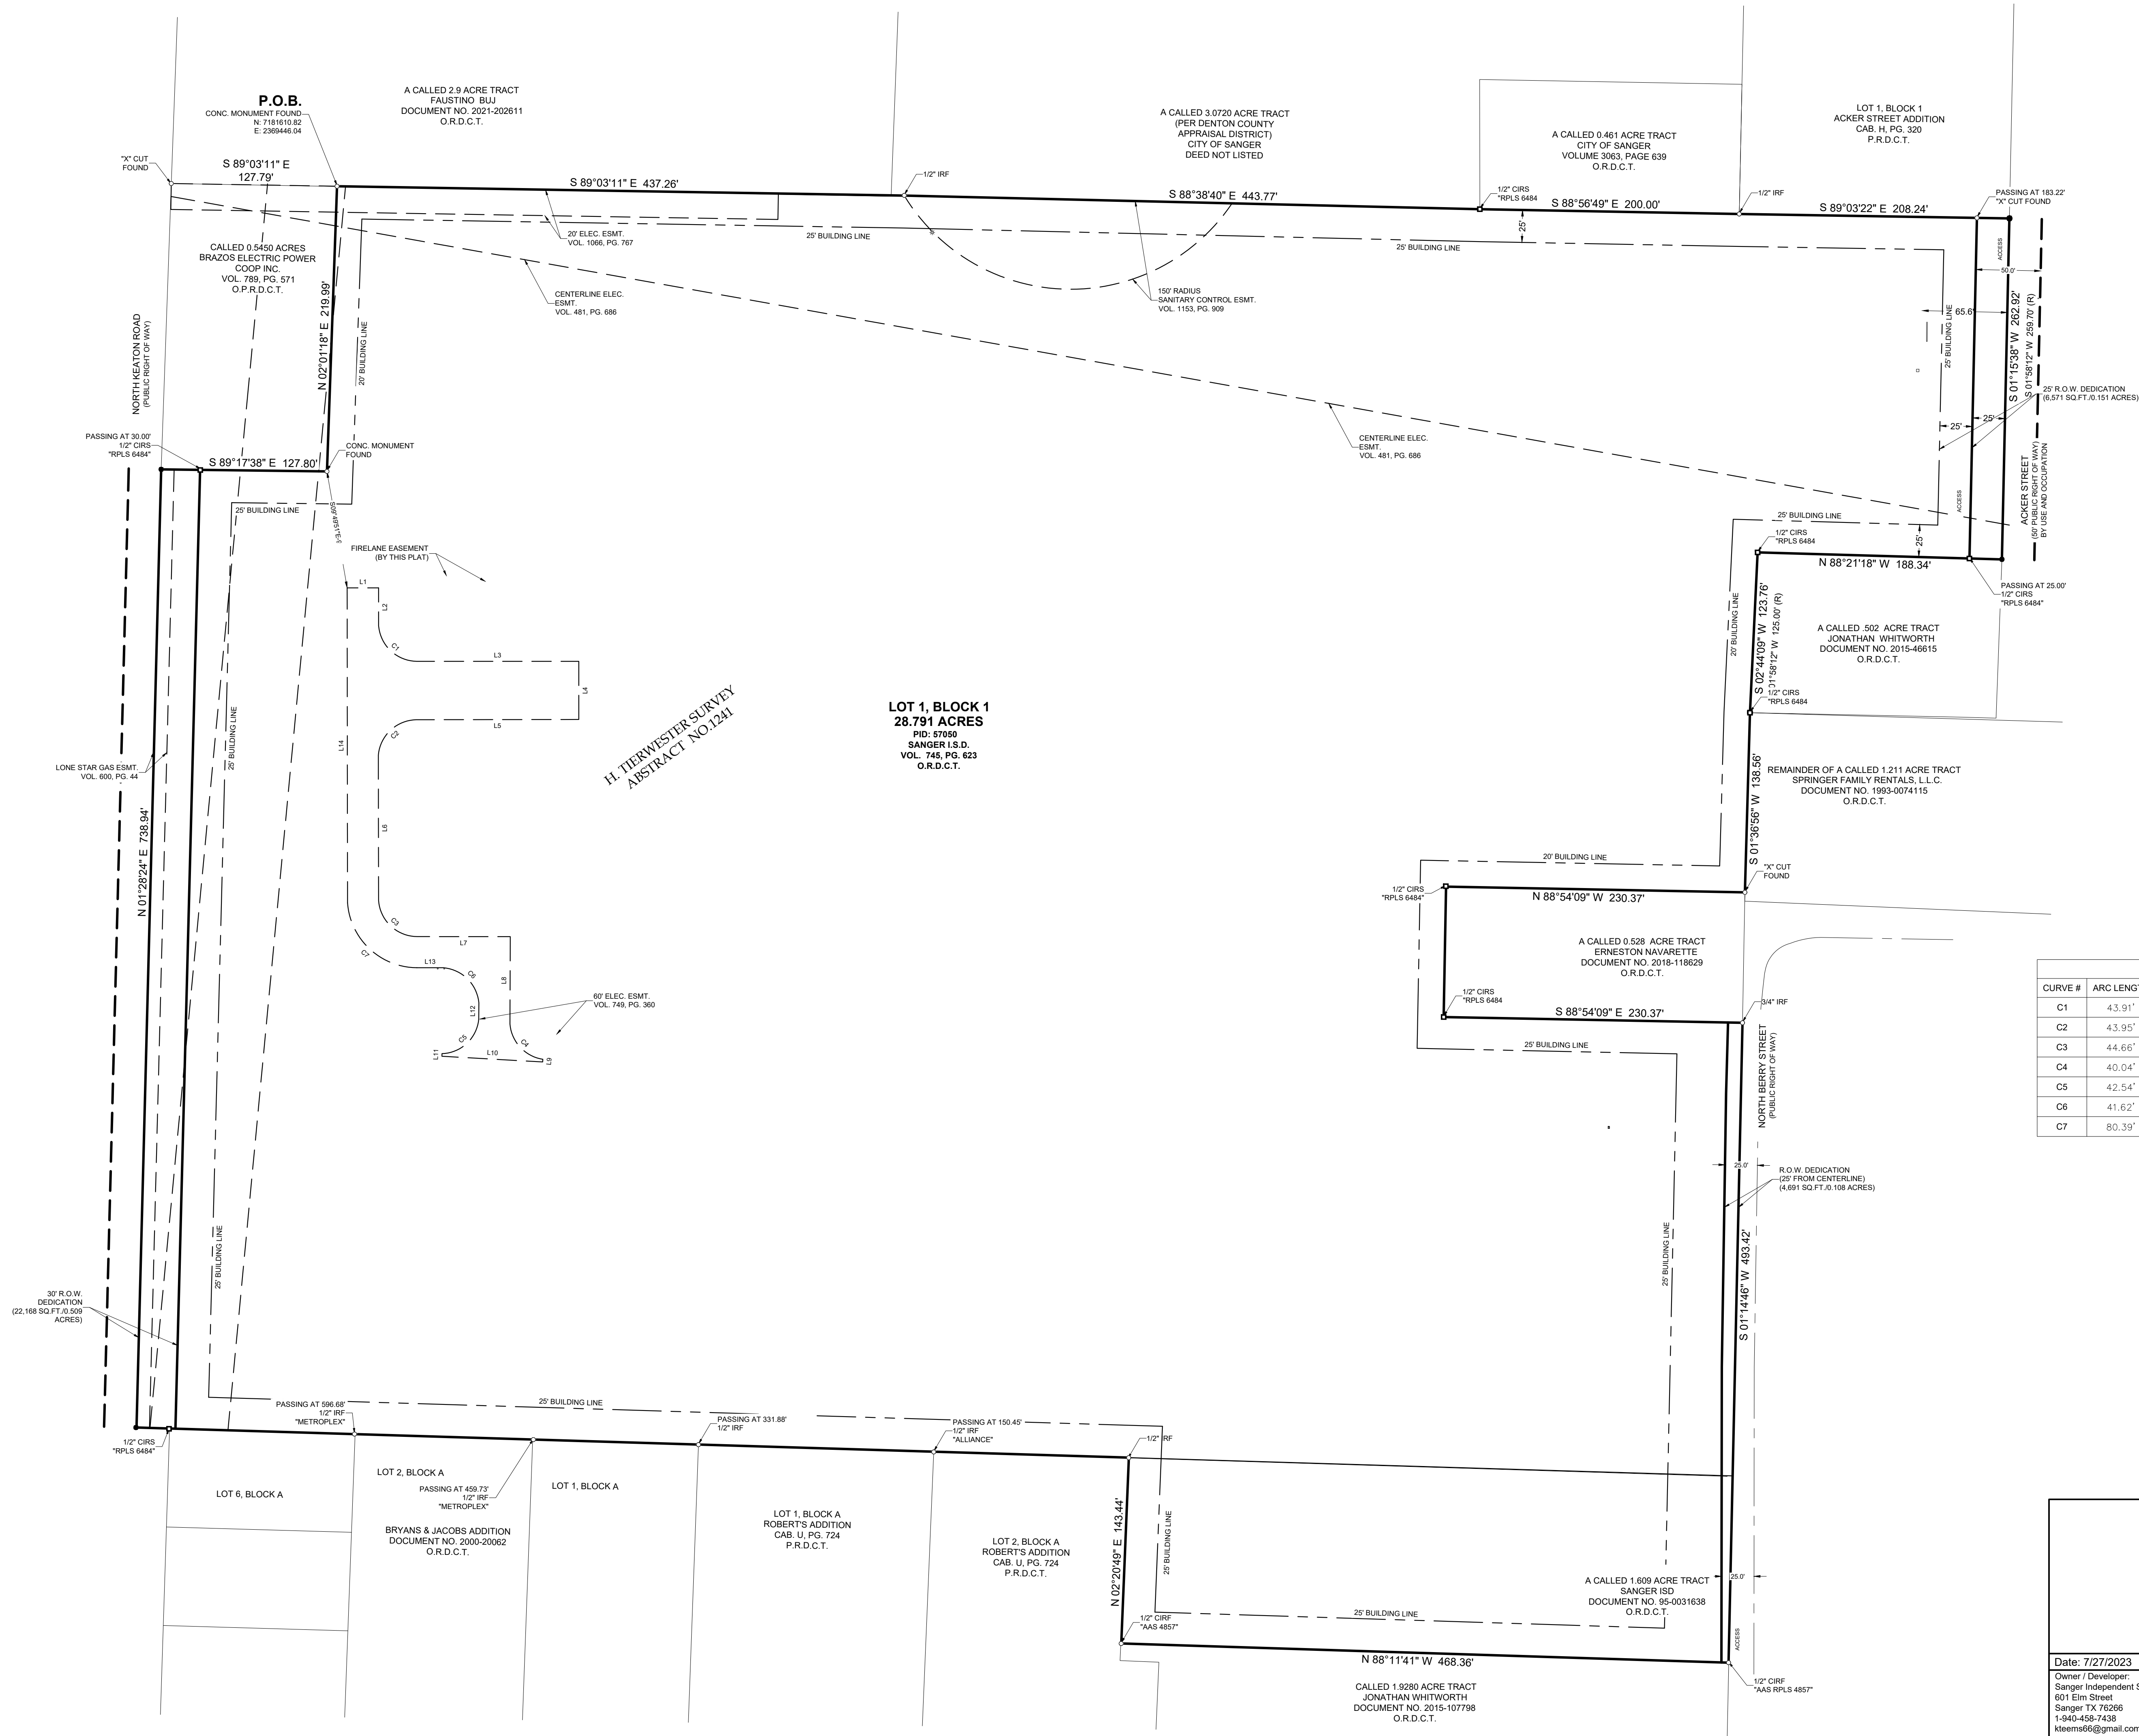 P.O.B.
CONC. MONUMENT FOUND
N: 7181610.82
E: 2369446.04
A CALLED 2.9 ACRE TRACT
FAUSTINO BUJ
DOCUMENT NO. 2021-202611
O.R.D.C.T.
A CALLED 3.0720 ACRE TRACT
(PER DENTON COUNTY
APPRAISAL DISTRICT)
CITY OF SANGER
DEED NOT LISTED
A CALLED 0.461 ACRE TRACT
CITY OF SANGER
VOLUME 3063, PAGE 639
O.R.D.C.T.
LOT 1, BLOCK 1
ACKER STREET ADDITION
CAB. H, PG. 320
P.R.D.C.T.
"X" CUT
FOUND
S 89°03'11" E
127.79'
S 89°03'11" E 437.26'
1/2" IRF
S 88°38'40" E 443.77'
1/2" CIRS
"RPLS 6484
S 88°56'49" E 200.00'
1/2" IRF
S 89°03'22" E 208.24'
PASSING AT 183.22'
"X" CUT FOUND
20' ELEC. ESMT.
VOL. 1066, PG. 767
25' BUILDING LINE
25'
25' BUILDING LINE
ACCESS
50.0'
CALLED 0.5450 ACRES
BRAZOS ELECTRIC POWER
COOP INC.
VOL. 789, PG. 571
O.P.R.D.C.T.
N 02°01'18" E 219.99'
20' BUILDING LINE
CENTERLINE ELEC.
ESMT.
VOL. 481, PG. 686
150' RADIUS
SANITARY CONTROL ESMT.
VOL. 1153, PG. 909
65.6'
25' BUILDING LINE
S 01°15'38" W 262.92'
S 01°58'12" W 259.70' (R)
NORTH KEATON ROAD
(PUBLIC RIGHT OF WAY)
25' R.O.W. DEDICATION
(6,571 SQ.FT./0.151 ACRES)
25'
25'
PASSING AT 30.00'
1/2" CIRS
"RPLS 6484"
S 89°17'38" E 127.80'
CONC. MONUMENT
FOUND
CENTERLINE ELEC.
ESMT.
VOL. 481, PG. 686
ACKER STREET
(50' PUBLIC RIGHT OF WAY)
BY USE AND OCCUPATION
ACCESS
25' BUILDING LINE
25' BUILDING LINE
1/2" CIRS
"RPLS 6484
25'
N 88°21'18" W 188.34'
PASSING AT 25.00'
1/2" CIRS
"RPLS 6484"
FIRELANE EASEMENT
(BY THIS PLAT)
L1
L2
C1
L3
L4
L5
C2
L14
L6
20' BUILDING LINE
S 02°44'09" W 123.76'
01°58'12" W 125.00' (R)
A CALLED .502 ACRE TRACT
JONATHAN WHITWORTH
DOCUMENT NO. 2015-46615
O.R.D.C.T.
1/2" CIRS
"RPLS 6484
H. TIERWESTER SURVEY
ABSTRACT NO.1241
LOT 1, BLOCK 1
28.791 ACRES
PID: 57050
SANGER I.S.D.
VOL. 745, PG. 623
O.R.D.C.T.
25' BUILDING LINE
LONE STAR GAS ESMT.
VOL. 600, PG. 44
N 01°28'24" E 738.94'
S 01°36'56" W 138.56'
REMAINDER OF A CALLED 1.211 ACRE TRACT
SPRINGER FAMILY RENTALS, L.L.C.
DOCUMENT NO. 1993-0074115
O.R.D.C.T.
20' BUILDING LINE
"X" CUT
FOUND
1/2" CIRS
"RPLS 6484"
N 88°54'09" W 230.37'
C3
L7
C7
L13
C6
L8
L12
C5
C4
L11
L10
L9
60' ELEC. ESMT.
VOL. 749, PG. 360
A CALLED 0.528 ACRE TRACT
ERNESTON NAVARETTE
DOCUMENT NO. 2018-118629
O.R.D.C.T.
1/2" CIRS
"RPLS 6484
S 88°54'09" E 230.37'
3/4" IRF
25' BUILDING LINE
NORTH BERRY STREET
(PUBLIC RIGHT OF WAY)
CURVE # ARC LENGT
C1 43.91'
C2 43.95'
C3 44.66'
C4 40.04'
C5 42.54'
C6 41.62'
C7 80.39'
25.0'
R.O.W. DEDICATION
(25' FROM CENTERLINE)
(4,691 SQ.FT./0.108 ACRES)
25' BUILDING LINE
25' BUILDING LINE
S 01°14'46" W 493.42'
30' R.O.W.
DEDICATION
(22,168 SQ.FT./0.509
ACRES)
1/2" CIRS
"RPLS 6484"
PASSING AT 596.68'
1/2" IRF
"METROPLEX"
25' BUILDING LINE
PASSING AT 331.88'
1/2" IRF
PASSING AT 150.45'
1/2" IRF
"ALLIANCE"
1/2" IRF
LOT 6, BLOCK A
LOT 2, BLOCK A
PASSING AT 459.73'
1/2" IRF
"METROPLEX"
LOT 1, BLOCK A
BRYANS & JACOBS ADDITION
DOCUMENT NO. 2000-20062
O.R.D.C.T.
LOT 1, BLOCK A
ROBERT'S ADDITION
CAB. U, PG. 724
P.R.D.C.T.
LOT 2, BLOCK A
ROBERT'S ADDITION
CAB. U, PG. 724
P.R.D.C.T.
N 02°20'49" E 143.44'
25' BUILDING LINE
1/2" CIRF
"AAS 4857"
25' BUILDING LINE
A CALLED 1.609 ACRE TRACT
SANGER ISD
DOCUMENT NO. 95-0031638
O.R.D.C.T.
25.0'
ACCESS
N 88°11'41" W 468.36'
1/2" CIRF
"AAS RPLS 4857"
CALLED 1.9280 ACRE TRACT
JONATHAN WHITWORTH
DOCUMENT NO. 2015-107798
O.R.D.C.T.
Date: 7/27/2023
Owner / Developer:
Sanger Independent S
601 Elm Street
Sanger TX 76266
1-940-458-7438
kteems66@gmail.com